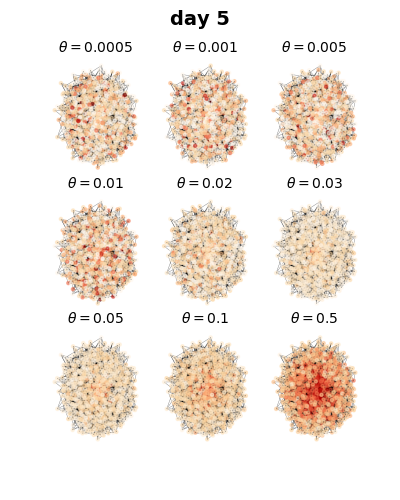 day 5
θ = 0.0005 θ = 0.001 θ = 0.005
θ = 0.01 θ = 0.02 θ = 0.03
θ = 0.05 θ = 0.1 θ = 0.5